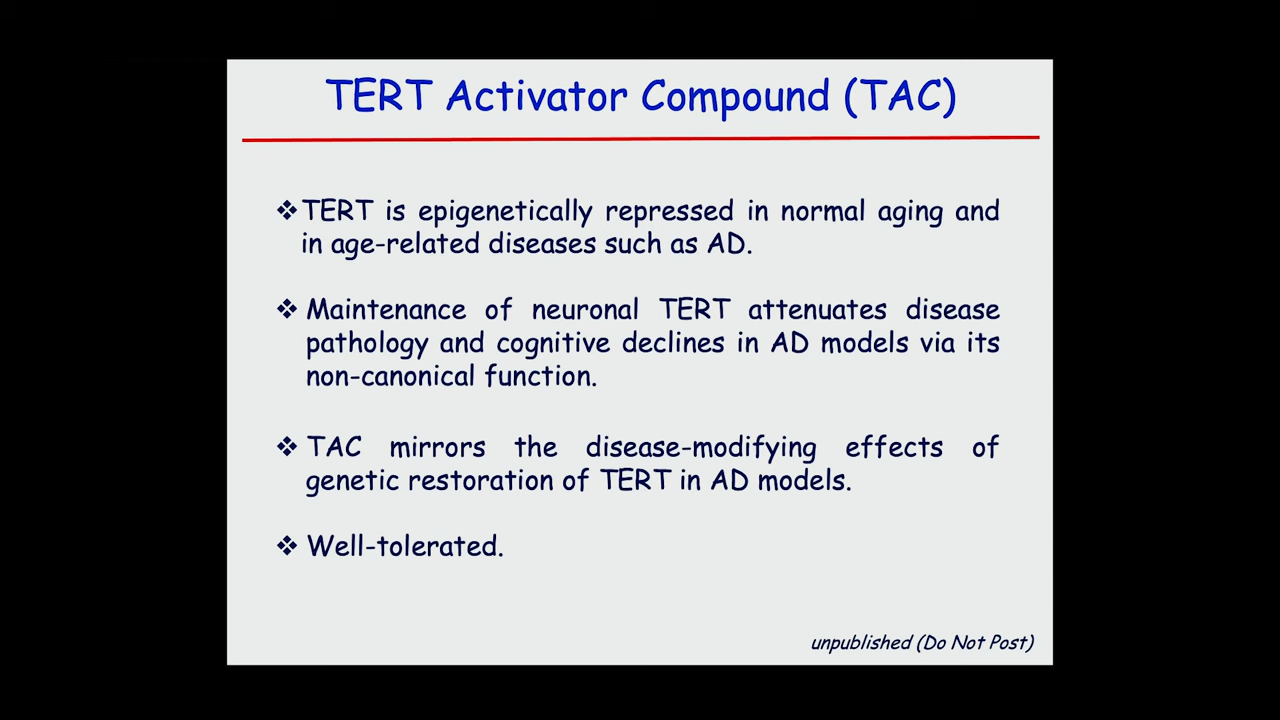 TERT Activator Compound (TAC)
❖TERT is epigenetically repressed in normal aging and
in age-related diseases such as AD.
❖ Maintenance of neuronal TERT attenuates disease
pathology and cognitive declines in AD models via its
non-canonical function.
❖ TAC mirrors the disease-modifying effects of
genetic restoration of TERT in AD models.
❖ Well-tolerated.
unpublished (Do Not Post)